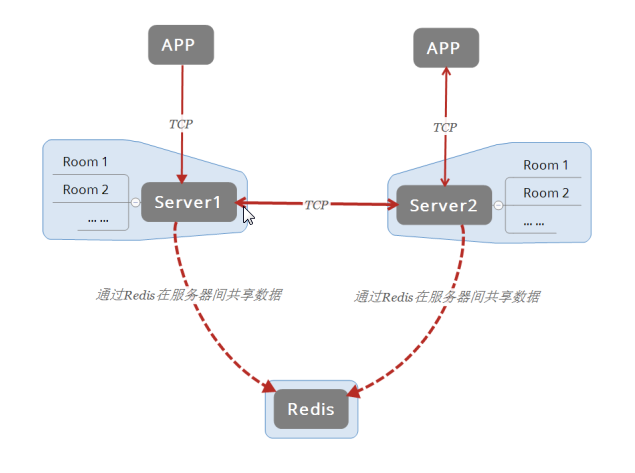 APP
APP
TCP
TCP
Room 1
Room 2
... ...
Server1
TCP
Server2
Room 1
Room 2
... ...
通过Redis在服务器间共享数据
通过Redis在服务器间共享数据
Redis